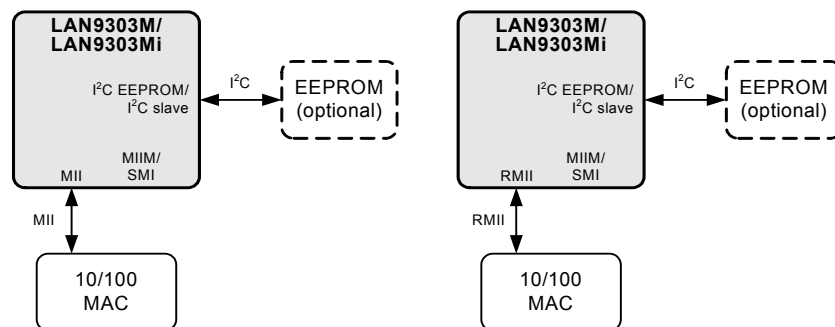 LAN9303M/
LAN9303Mi
I²C EEPROM/
I²C slave
MIIM/
SMI
MII
I²C
EEPROM
(optional)
MII
10/100
MAC
LAN9303M/
LAN9303Mi
I²C EEPROM/
I²C slave
MIIM/
SMI
RMII
I²C
EEPROM
(optional)
RMII
10/100
MAC